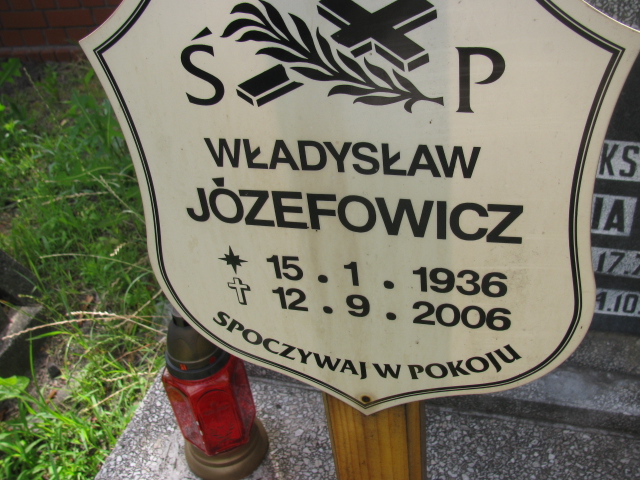 Ś P
WŁADYSŁAW
JÓZEFOWICZ
15 . 1 . 1936
12 . 9 . 2006
SPOCZYWAJ W POKOJU